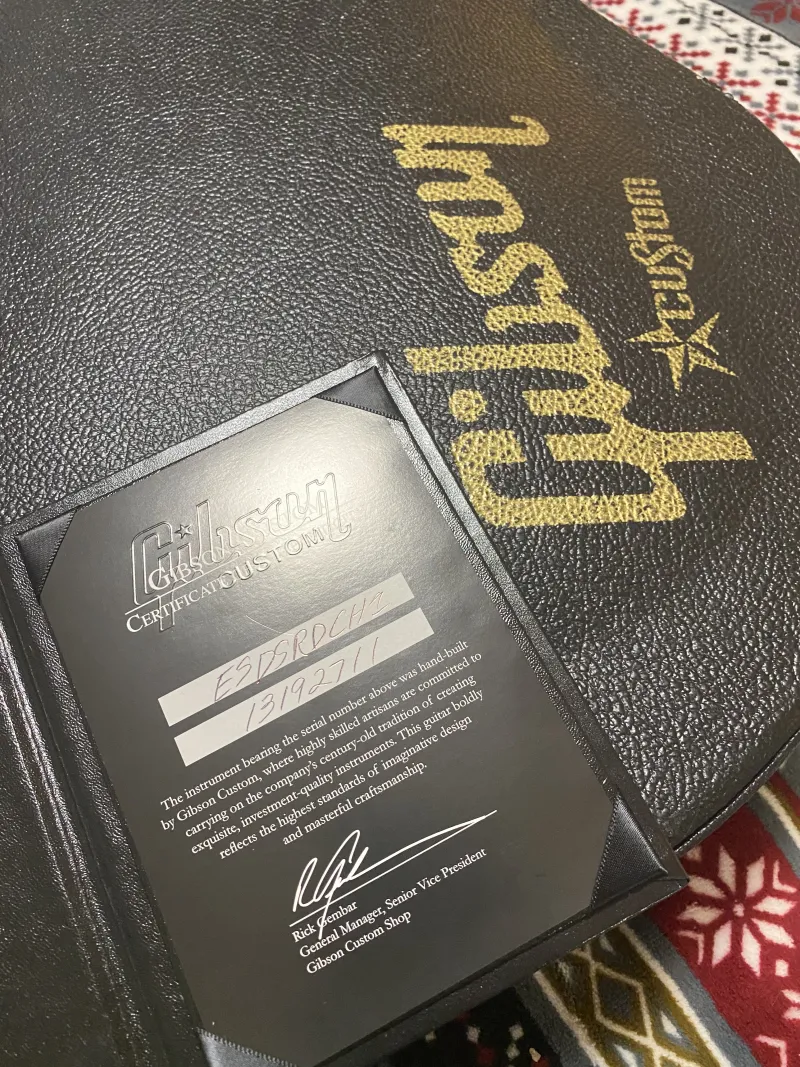 Gibson
custom
Gibson
CUSTOM
GIBSON
CERTIFICAT
ESDSRDCH1
13192711
The instrument bearing the serial number above was hand-built
by Gibson Custom, where highly skilled artisans are committed to
carrying on the company's century-old tradition of creating
exquisite, investment-quality instruments. This guitar boldly
reflects the highest standards of imaginative design
and masterful craftsmanship.
Rick Gembar
General Manager, Senior Vice President
Gibson Custom Shop